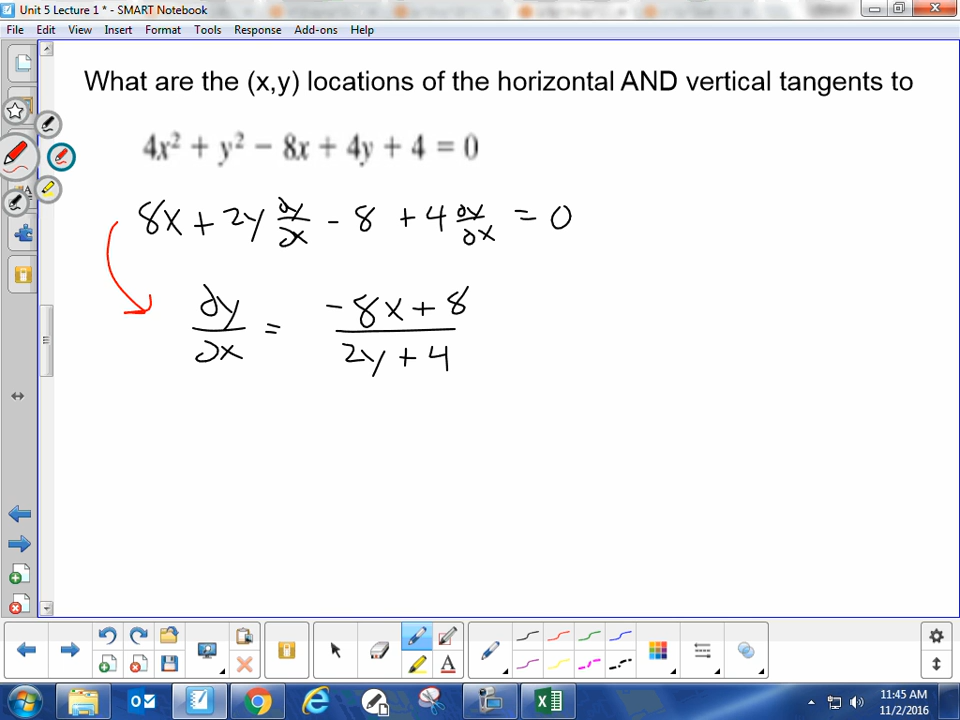 Unit 5 Lecture 1 * - SMART Notebook
File Edit View Insert Format Tools Response Add-ons Help
What are the (x,y) locations of the horizontal AND vertical tangents to
4x² + y² − 8x + 4y + 4 = 0
8x + 2y ∂y/∂x - 8 + 4 ∂y/∂x = 0
∂y/∂x = -8x + 8 / 2y + 4
11:45 AM
11/2/2016